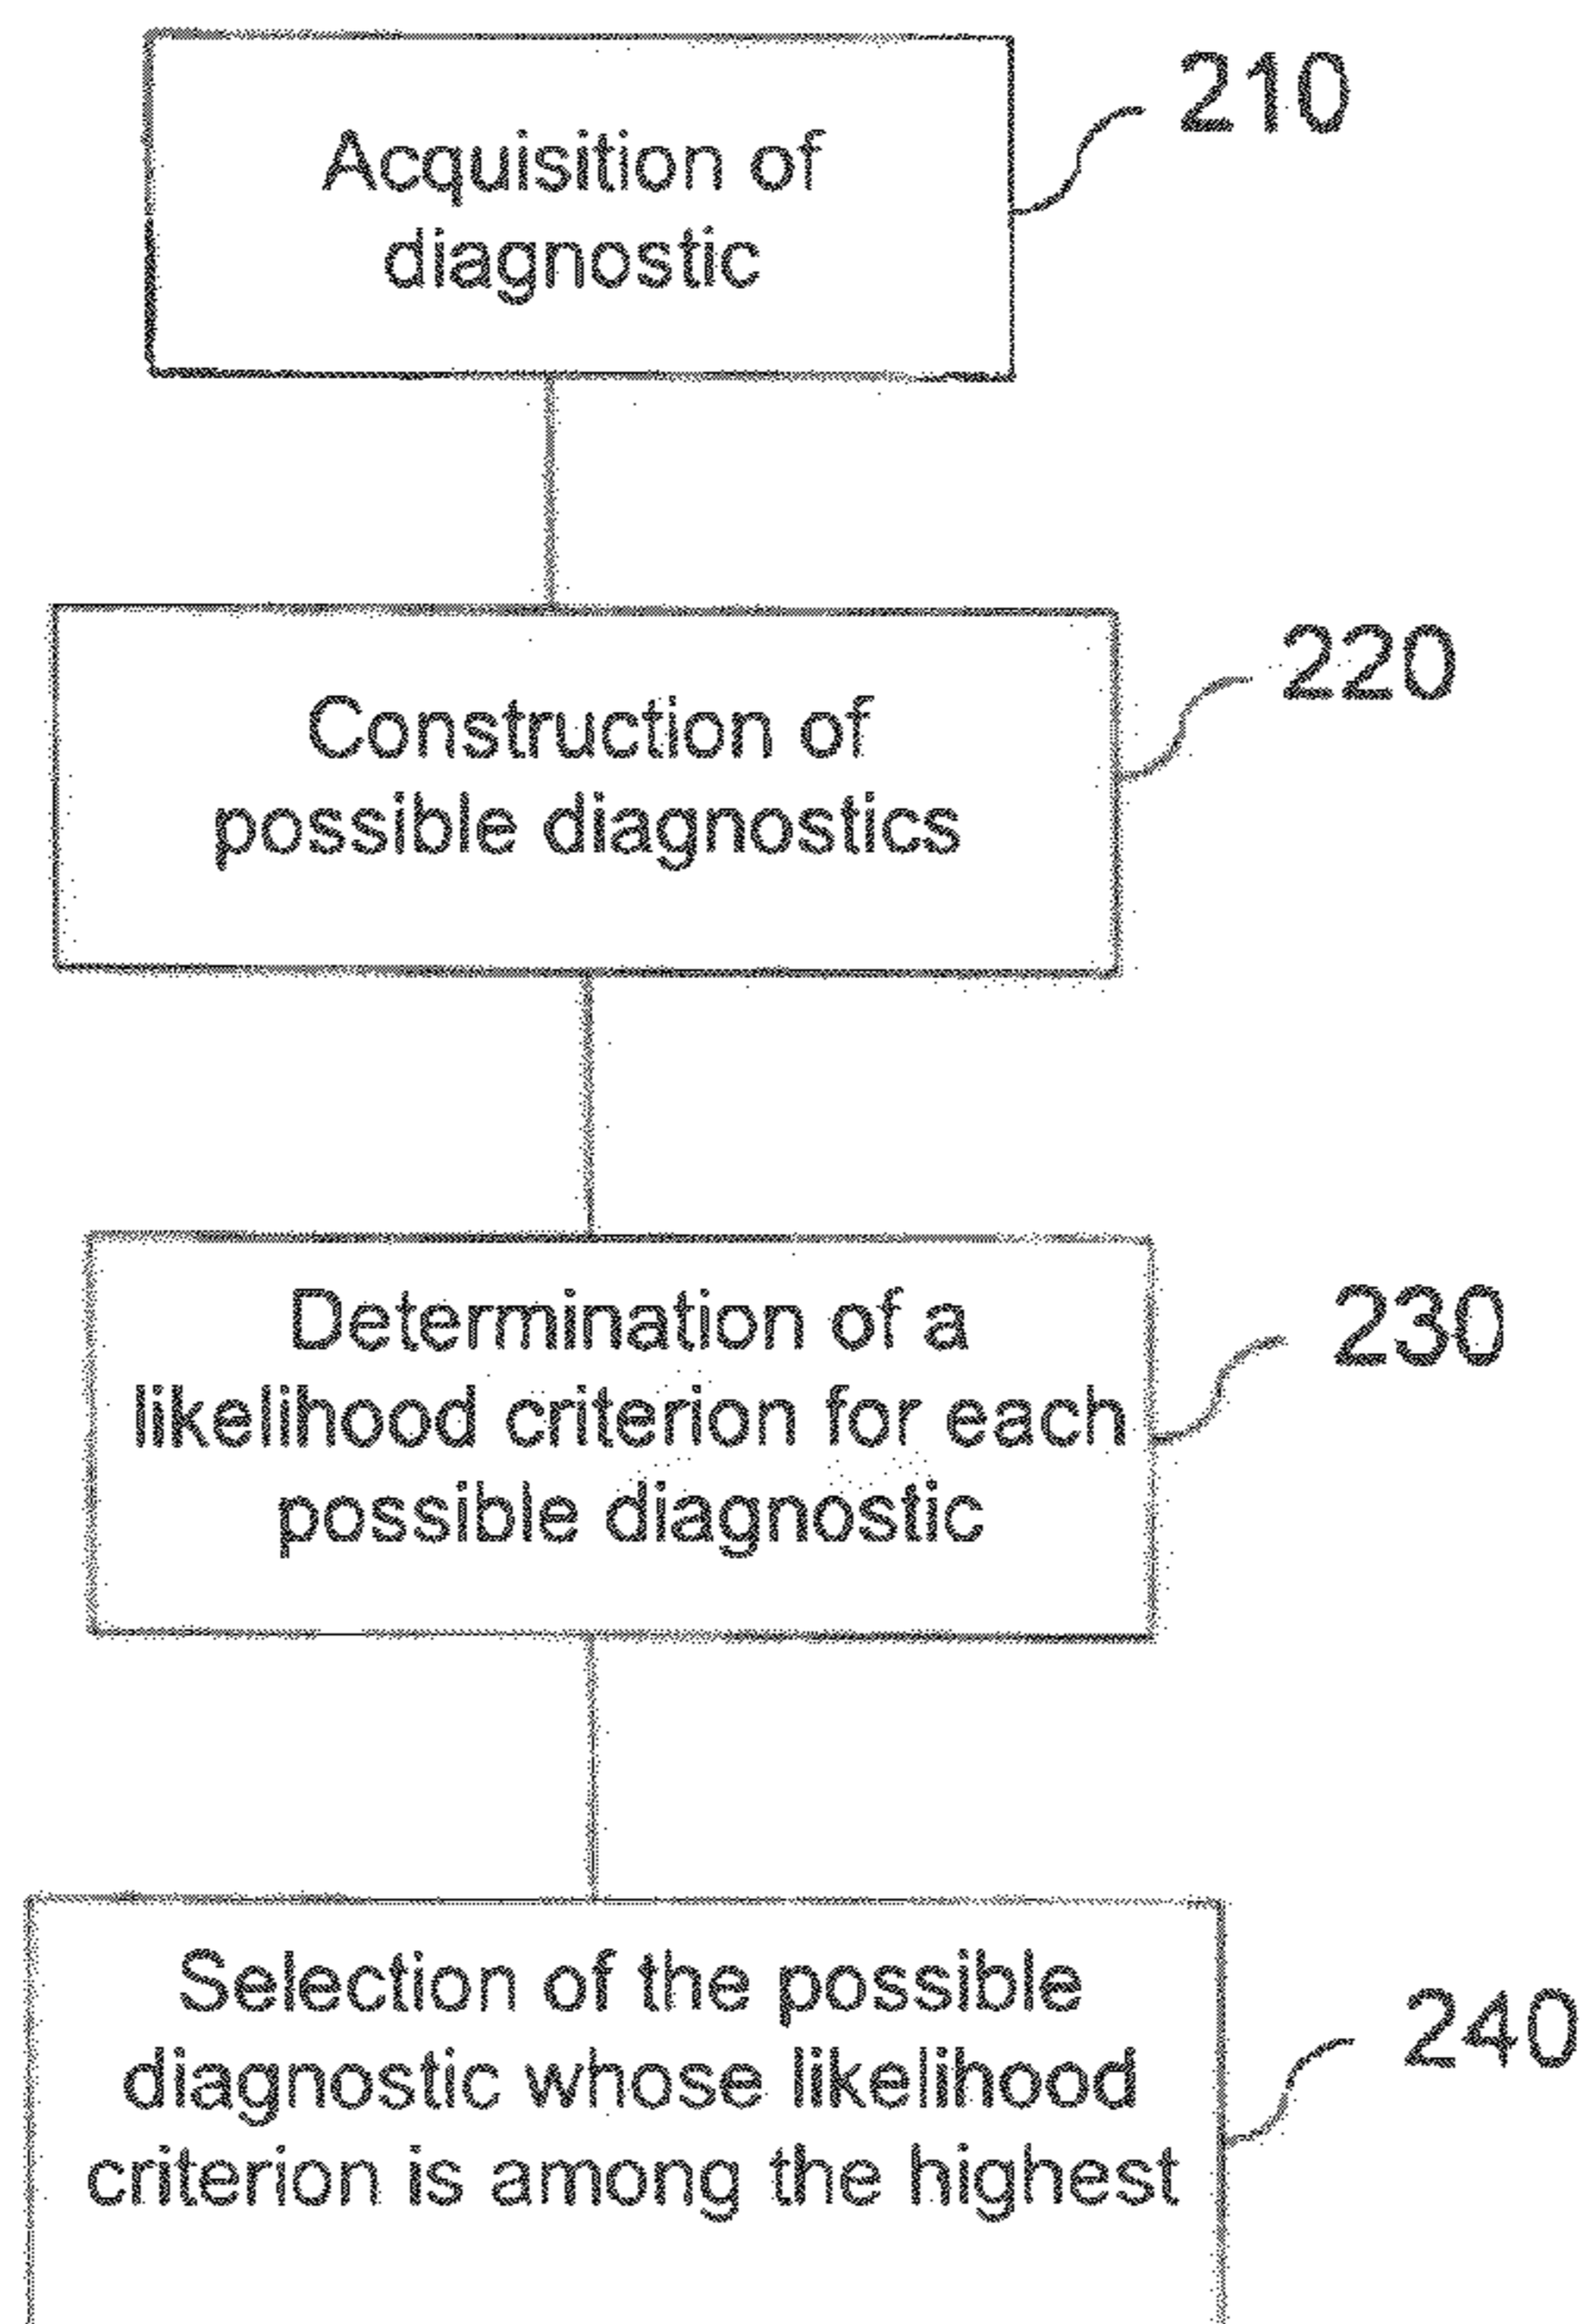 Acquisition of
diagnostic
210
Construction of
possible diagnostics
220
Determination of a
likelihood criterion for each
possible diagnostic
230
Selection of the possible
diagnostic whose likelihood
criterion is among the highest
240